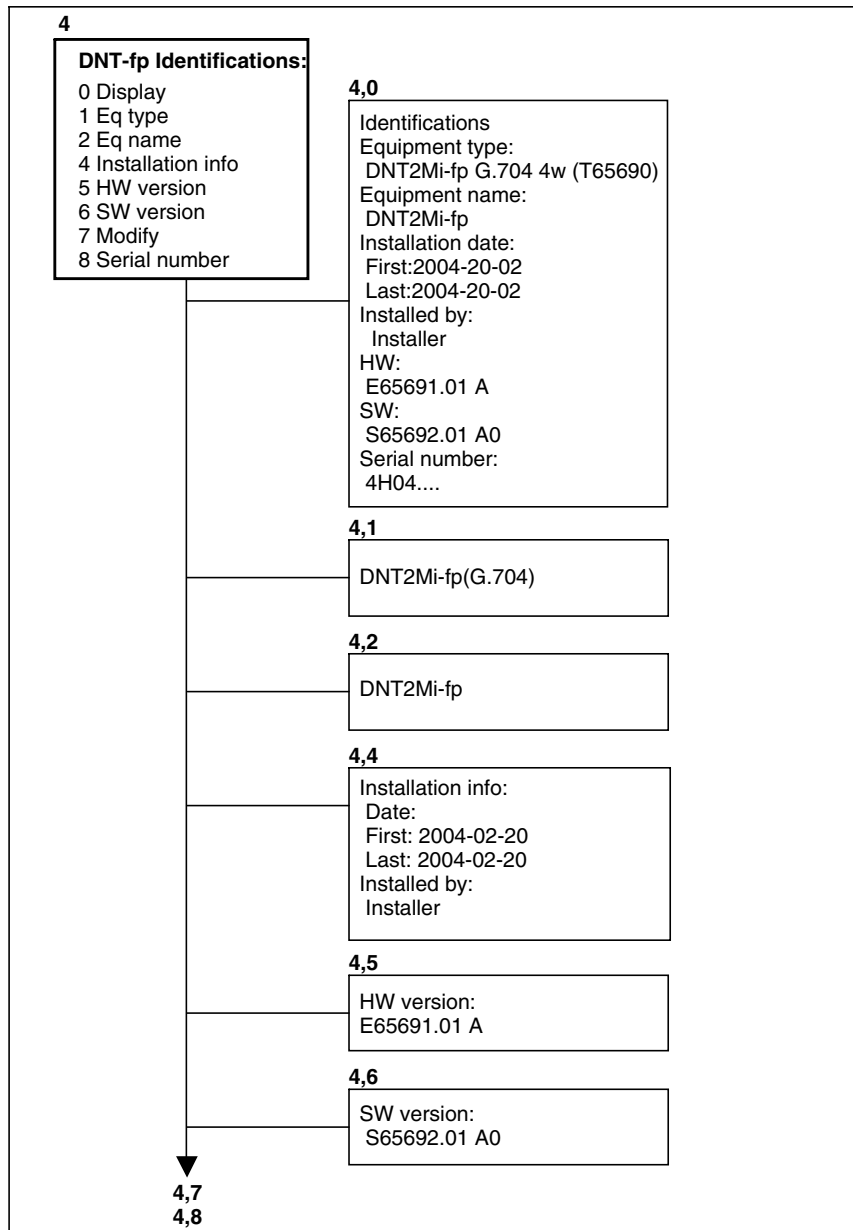 4
DNT-fp Identifications:
0 Display
1 Eq type
2 Eq name
4 Installation info
5 HW version
6 SW version
7 Modify
8 Serial number
4,0
Identifications
Equipment type:
DNT2Mi-fp G.704 4w (T65690)
Equipment name:
DNT2Mi-fp
Installation date:
First:2004-20-02
Last:2004-20-02
Installed by:
Installer
HW:
E65691.01 A
SW:
S65692.01 A0
Serial number:
4H04....
4,1
DNT2Mi-fp(G.704)
4,2
DNT2Mi-fp
4,4
Installation info:
Date:
First: 2004-02-20
Last: 2004-02-20
Installed by:
Installer
4,5
HW version:
E65691.01 A
4,6
SW version:
S65692.01 A0
4,7
4,8